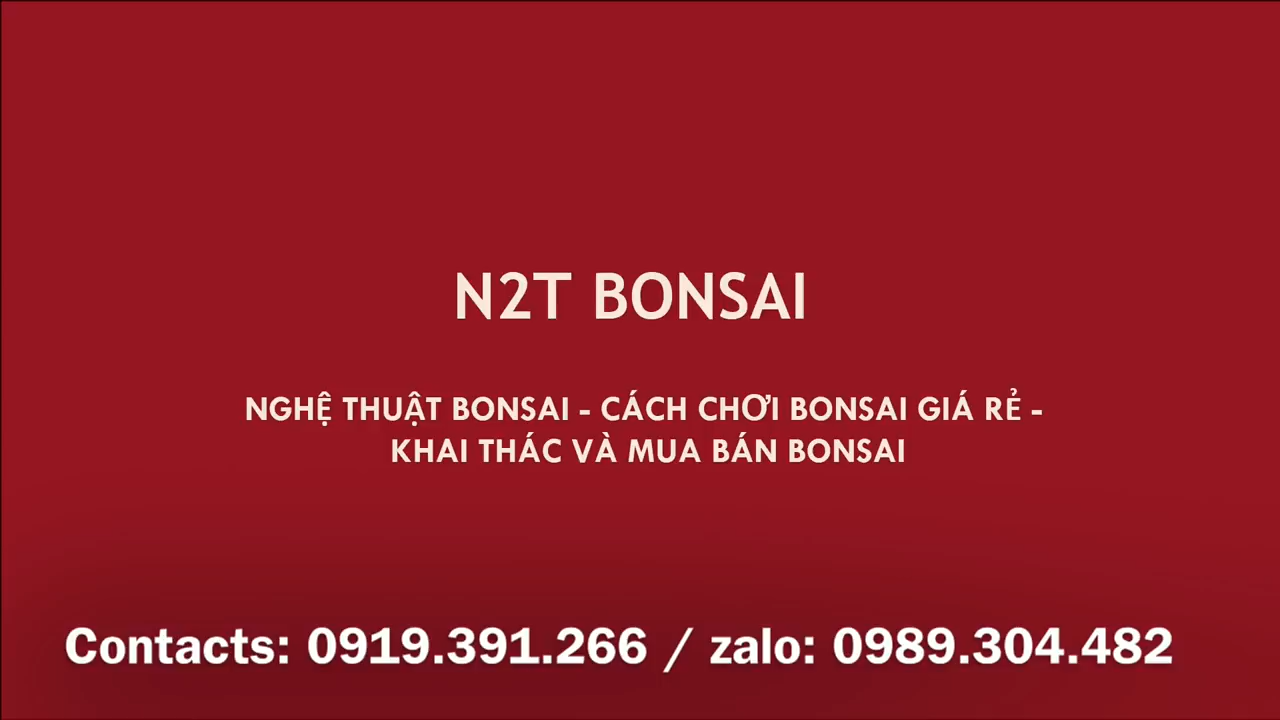 N2T BONSAI
NGHỆ THUẬT BONSAI - CÁCH CHƠI BONSAI GIÁ RẺ -
KHAI THÁC VÀ MUA BÁN BONSAI
Contacts: 0919.391.266 / zalo: 0989.304.482